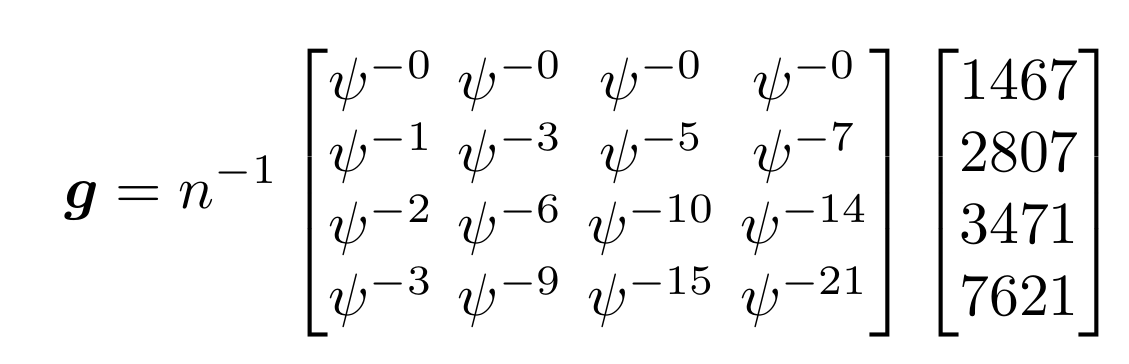 g = n⁻¹ [ψ⁻⁰ ψ⁻⁰ ψ⁻⁰ ψ⁻⁰] [1467]
ψ⁻¹ ψ⁻³ ψ⁻⁵ ψ⁻⁷ 2807
ψ⁻² ψ⁻⁶ ψ⁻¹⁰ ψ⁻¹⁴ 3471
ψ⁻³ ψ⁻⁹ ψ⁻¹⁵ ψ⁻²¹ 7621